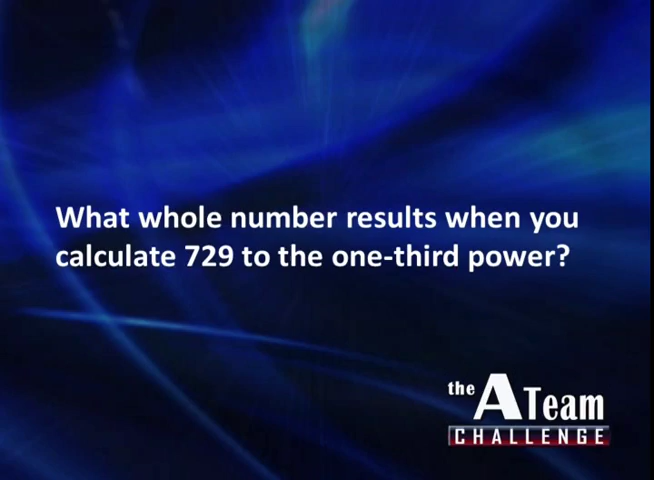 What whole number results when you
calculate 729 to the one-third power?
the A Team
CHALLENGE